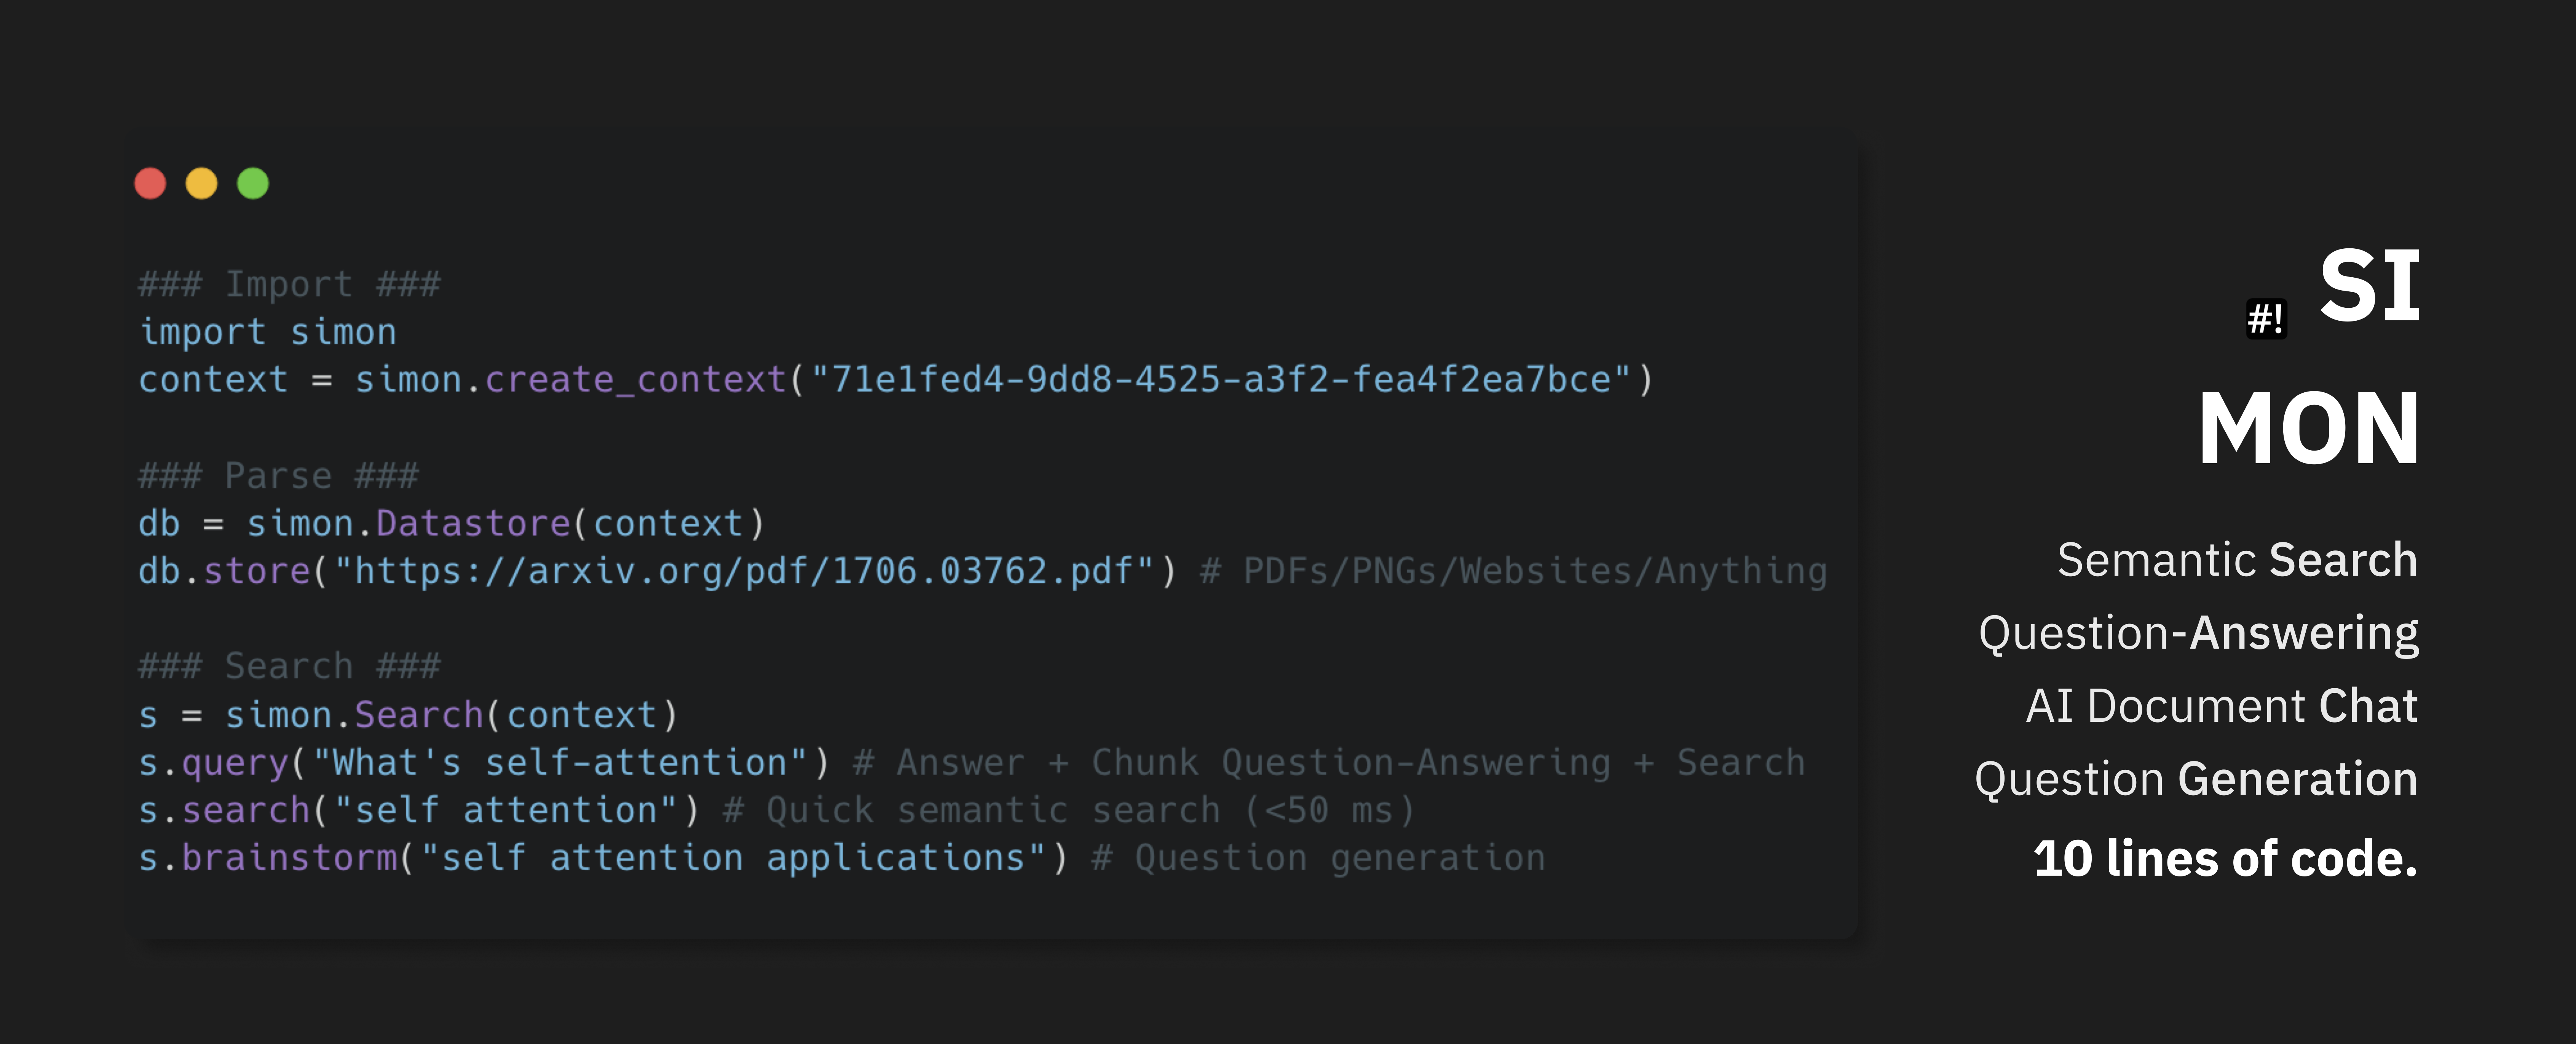 ### Import ###
import simon
context = simon.create_context("71e1fed4-9dd8-4525-a3f2-fea4f2ea7bce")
### Parse ###
db = simon.Datastore(context)
db.store("https://arxiv.org/pdf/1706.03762.pdf") # PDFs/PNGs/Websites/Anything
### Search ###
s = simon.Search(context)
s.query("What's self-attention") # Answer + Chunk Question-Answering + Search
s.search("self attention") # Quick semantic search (<50 ms)
s.brainstorm("self attention applications") # Question generation
#! SI
MON
Semantic Search
Question-Answering
AI Document Chat
Question Generation
10 lines of code.